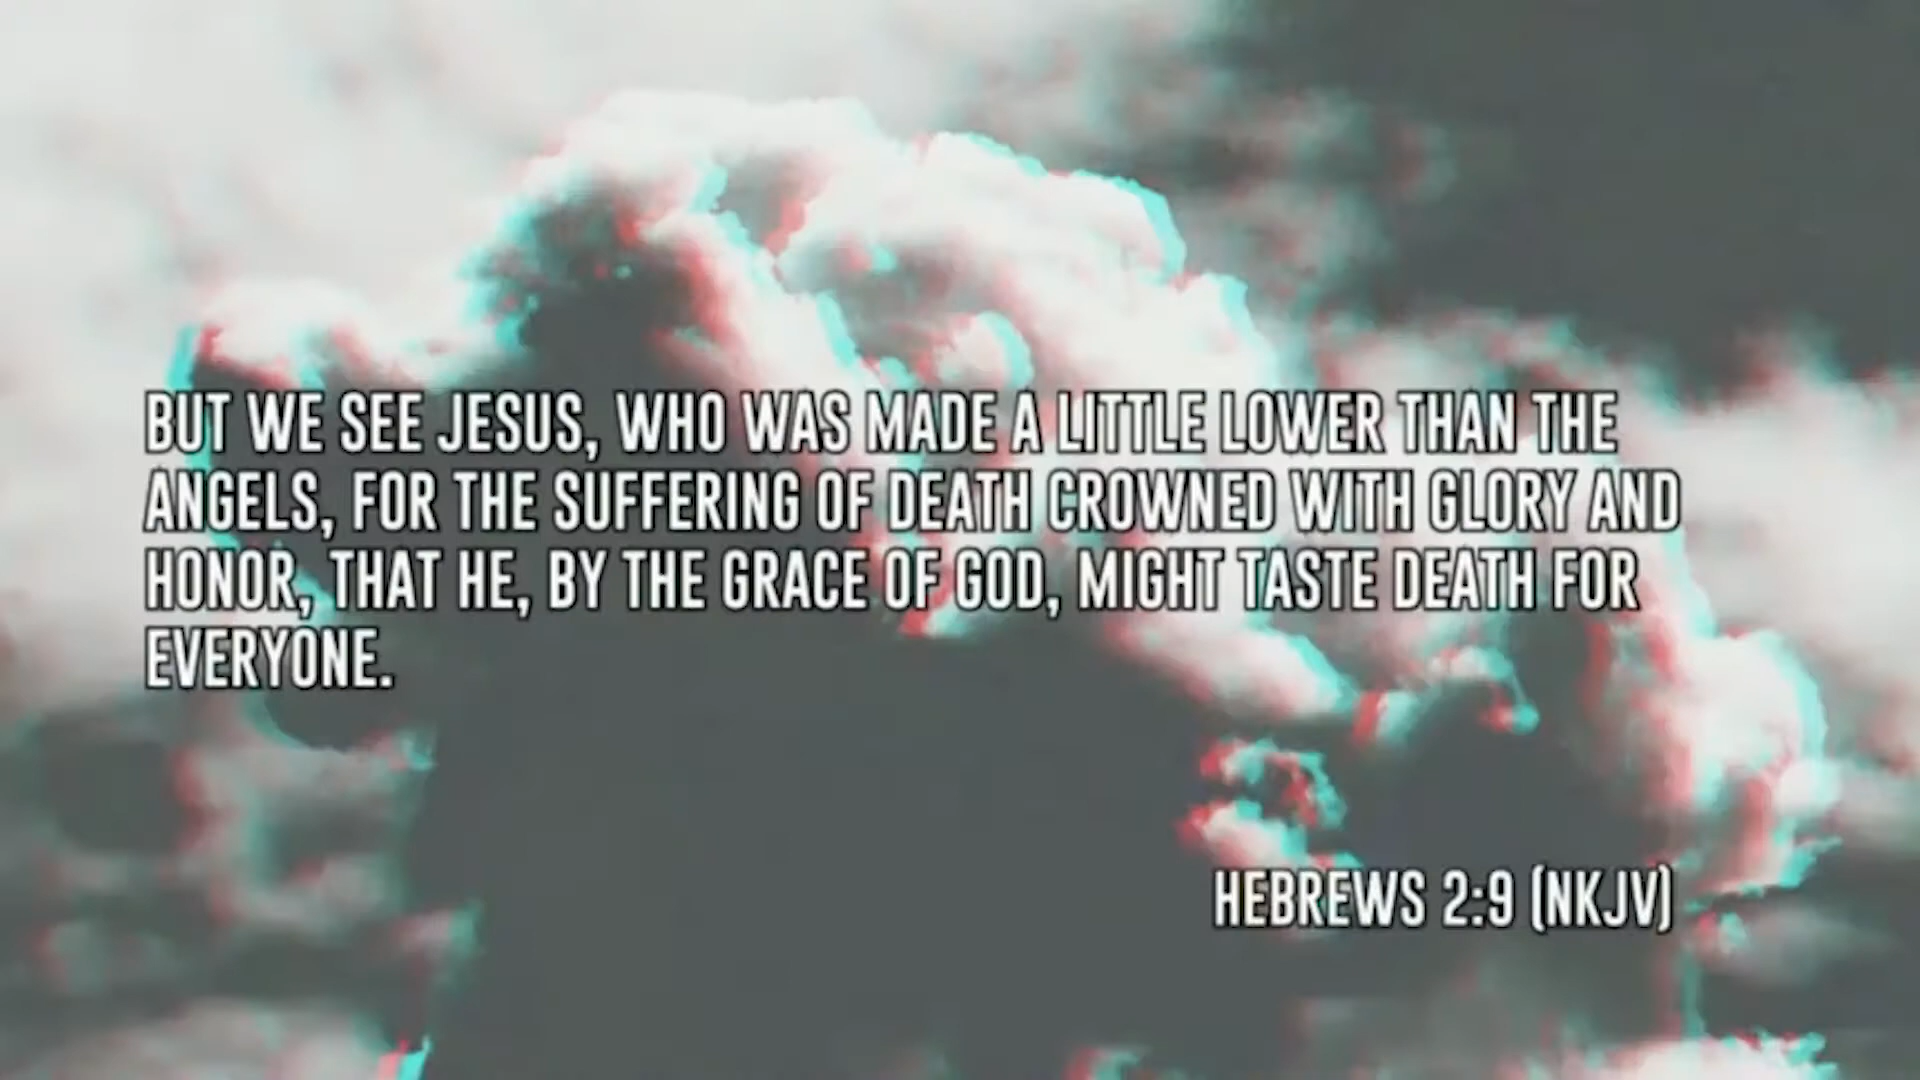 BUT WE SEE JESUS, WHO WAS MADE A LITTLE LOWER THAN THE
ANGELS, FOR THE SUFFERING OF DEATH CROWNED WITH GLORY AND
HONOR, THAT HE, BY THE GRACE OF GOD, MIGHT TASTE DEATH FOR
EVERYONE.
HEBREWS 2:9 (NKJV)